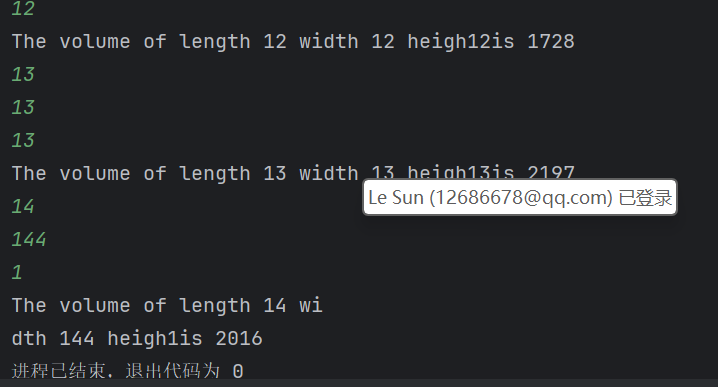 12
The volume of length 12 width 12 heigh12is 1728
13
13
13
The volume of length 13 width 13 heigh13is 2197
Le Sun (12686678@qq.com) 已登录
14
144
1
The volume of length 14 wi
dth 144 heigh1is 2016
进程已结束，退出代码为 0